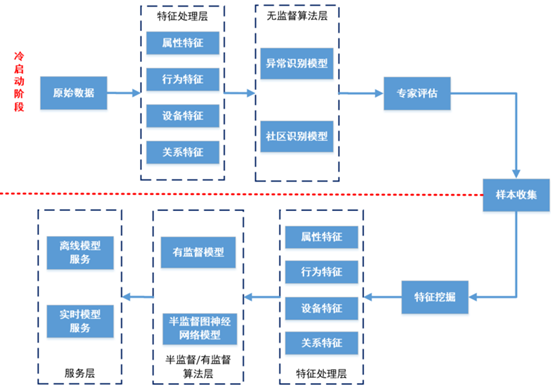 冷
启
动
阶
段
原始数据
特征处理层
属性特征
行为特征
设备特征
关系特征
无监督算法层
异常识别模型
社区识别模型
专家评估
样本收集
特征挖掘
属性特征
行为特征
设备特征
关系特征
特征处理层
有监督模型
半监督图神经
网络模型
半监督/有监督
算法层
离线模型
服务
实时模型
服务
服务层